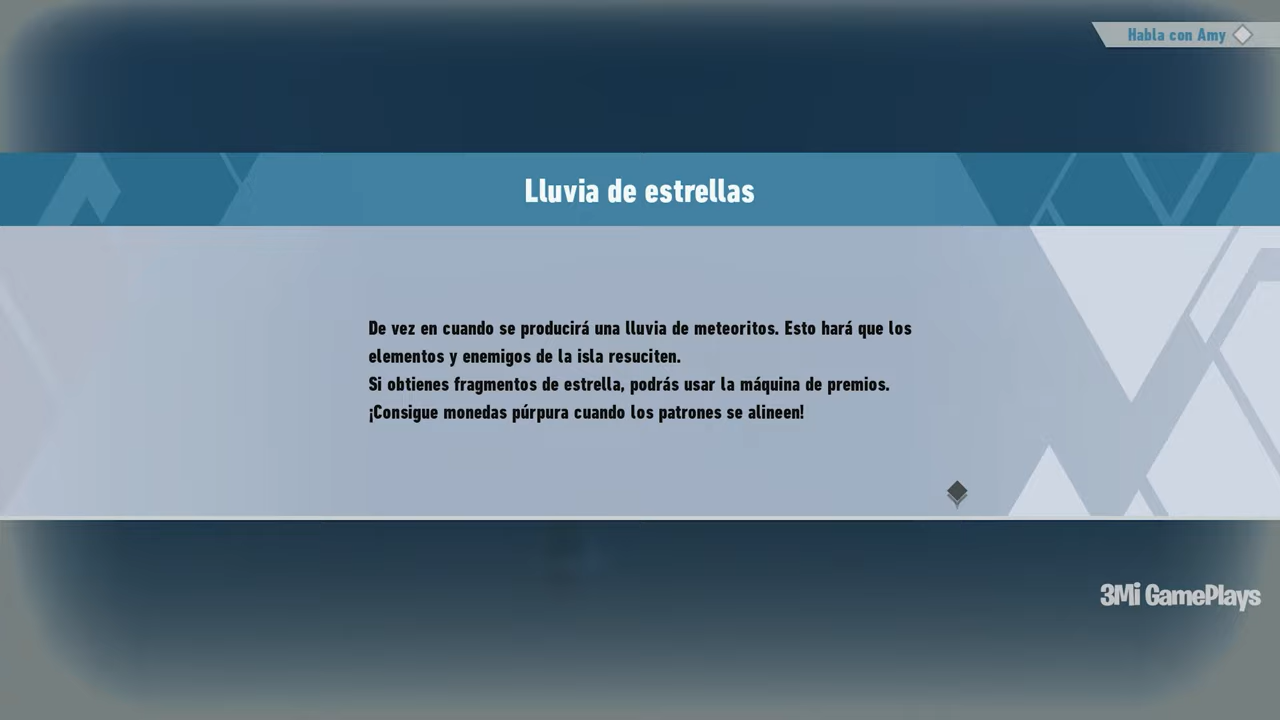 Habla con Amy
Lluvia de estrellas
De vez en cuando se producirá una lluvia de meteoritos. Esto hará que los
elementos y enemigos de la isla resuciten.
Si obtienes fragmentos de estrella, podrás usar la máquina de premios.
¡Consigue monedas púrpura cuando los patrones se alineen!
3Mi GamePlays